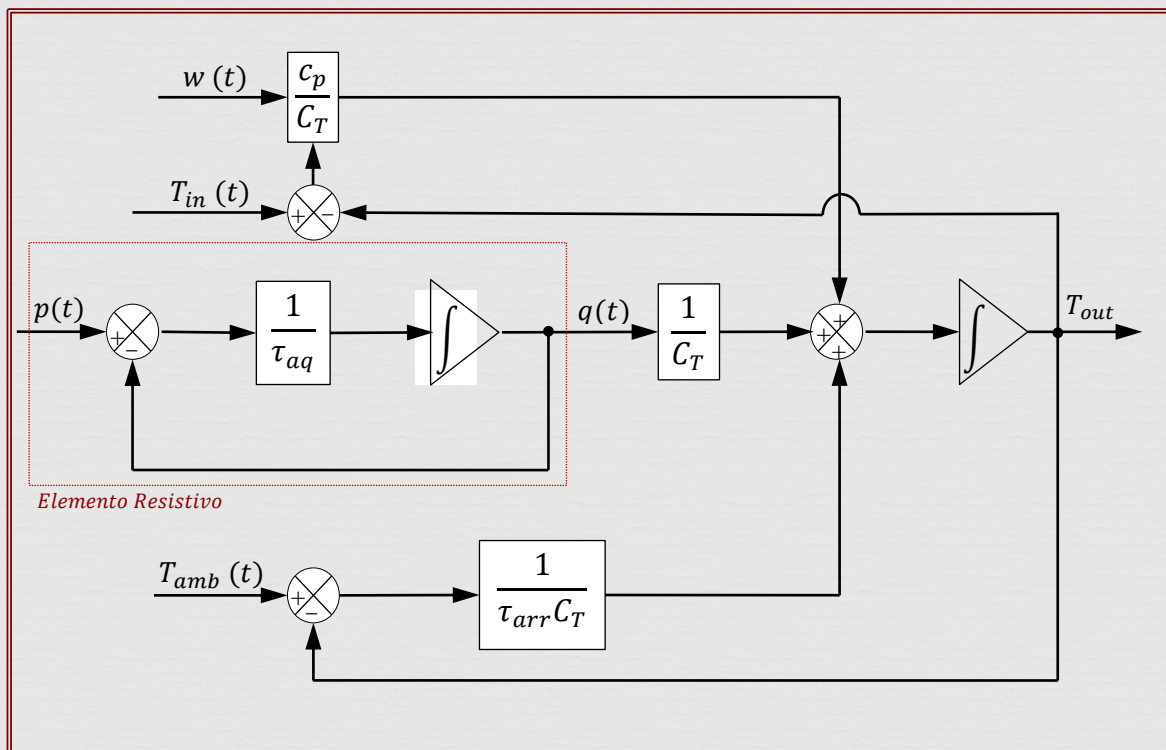 w (t)
c_p
C_T
T_in (t)
+ −
p(t)
+
−
1
τ_aq
∫
q(t)
1
C_T
+
+
+
∫
T_out
Elemento Resistivo
T_amb (t)
+
−
1
τ_arr C_T